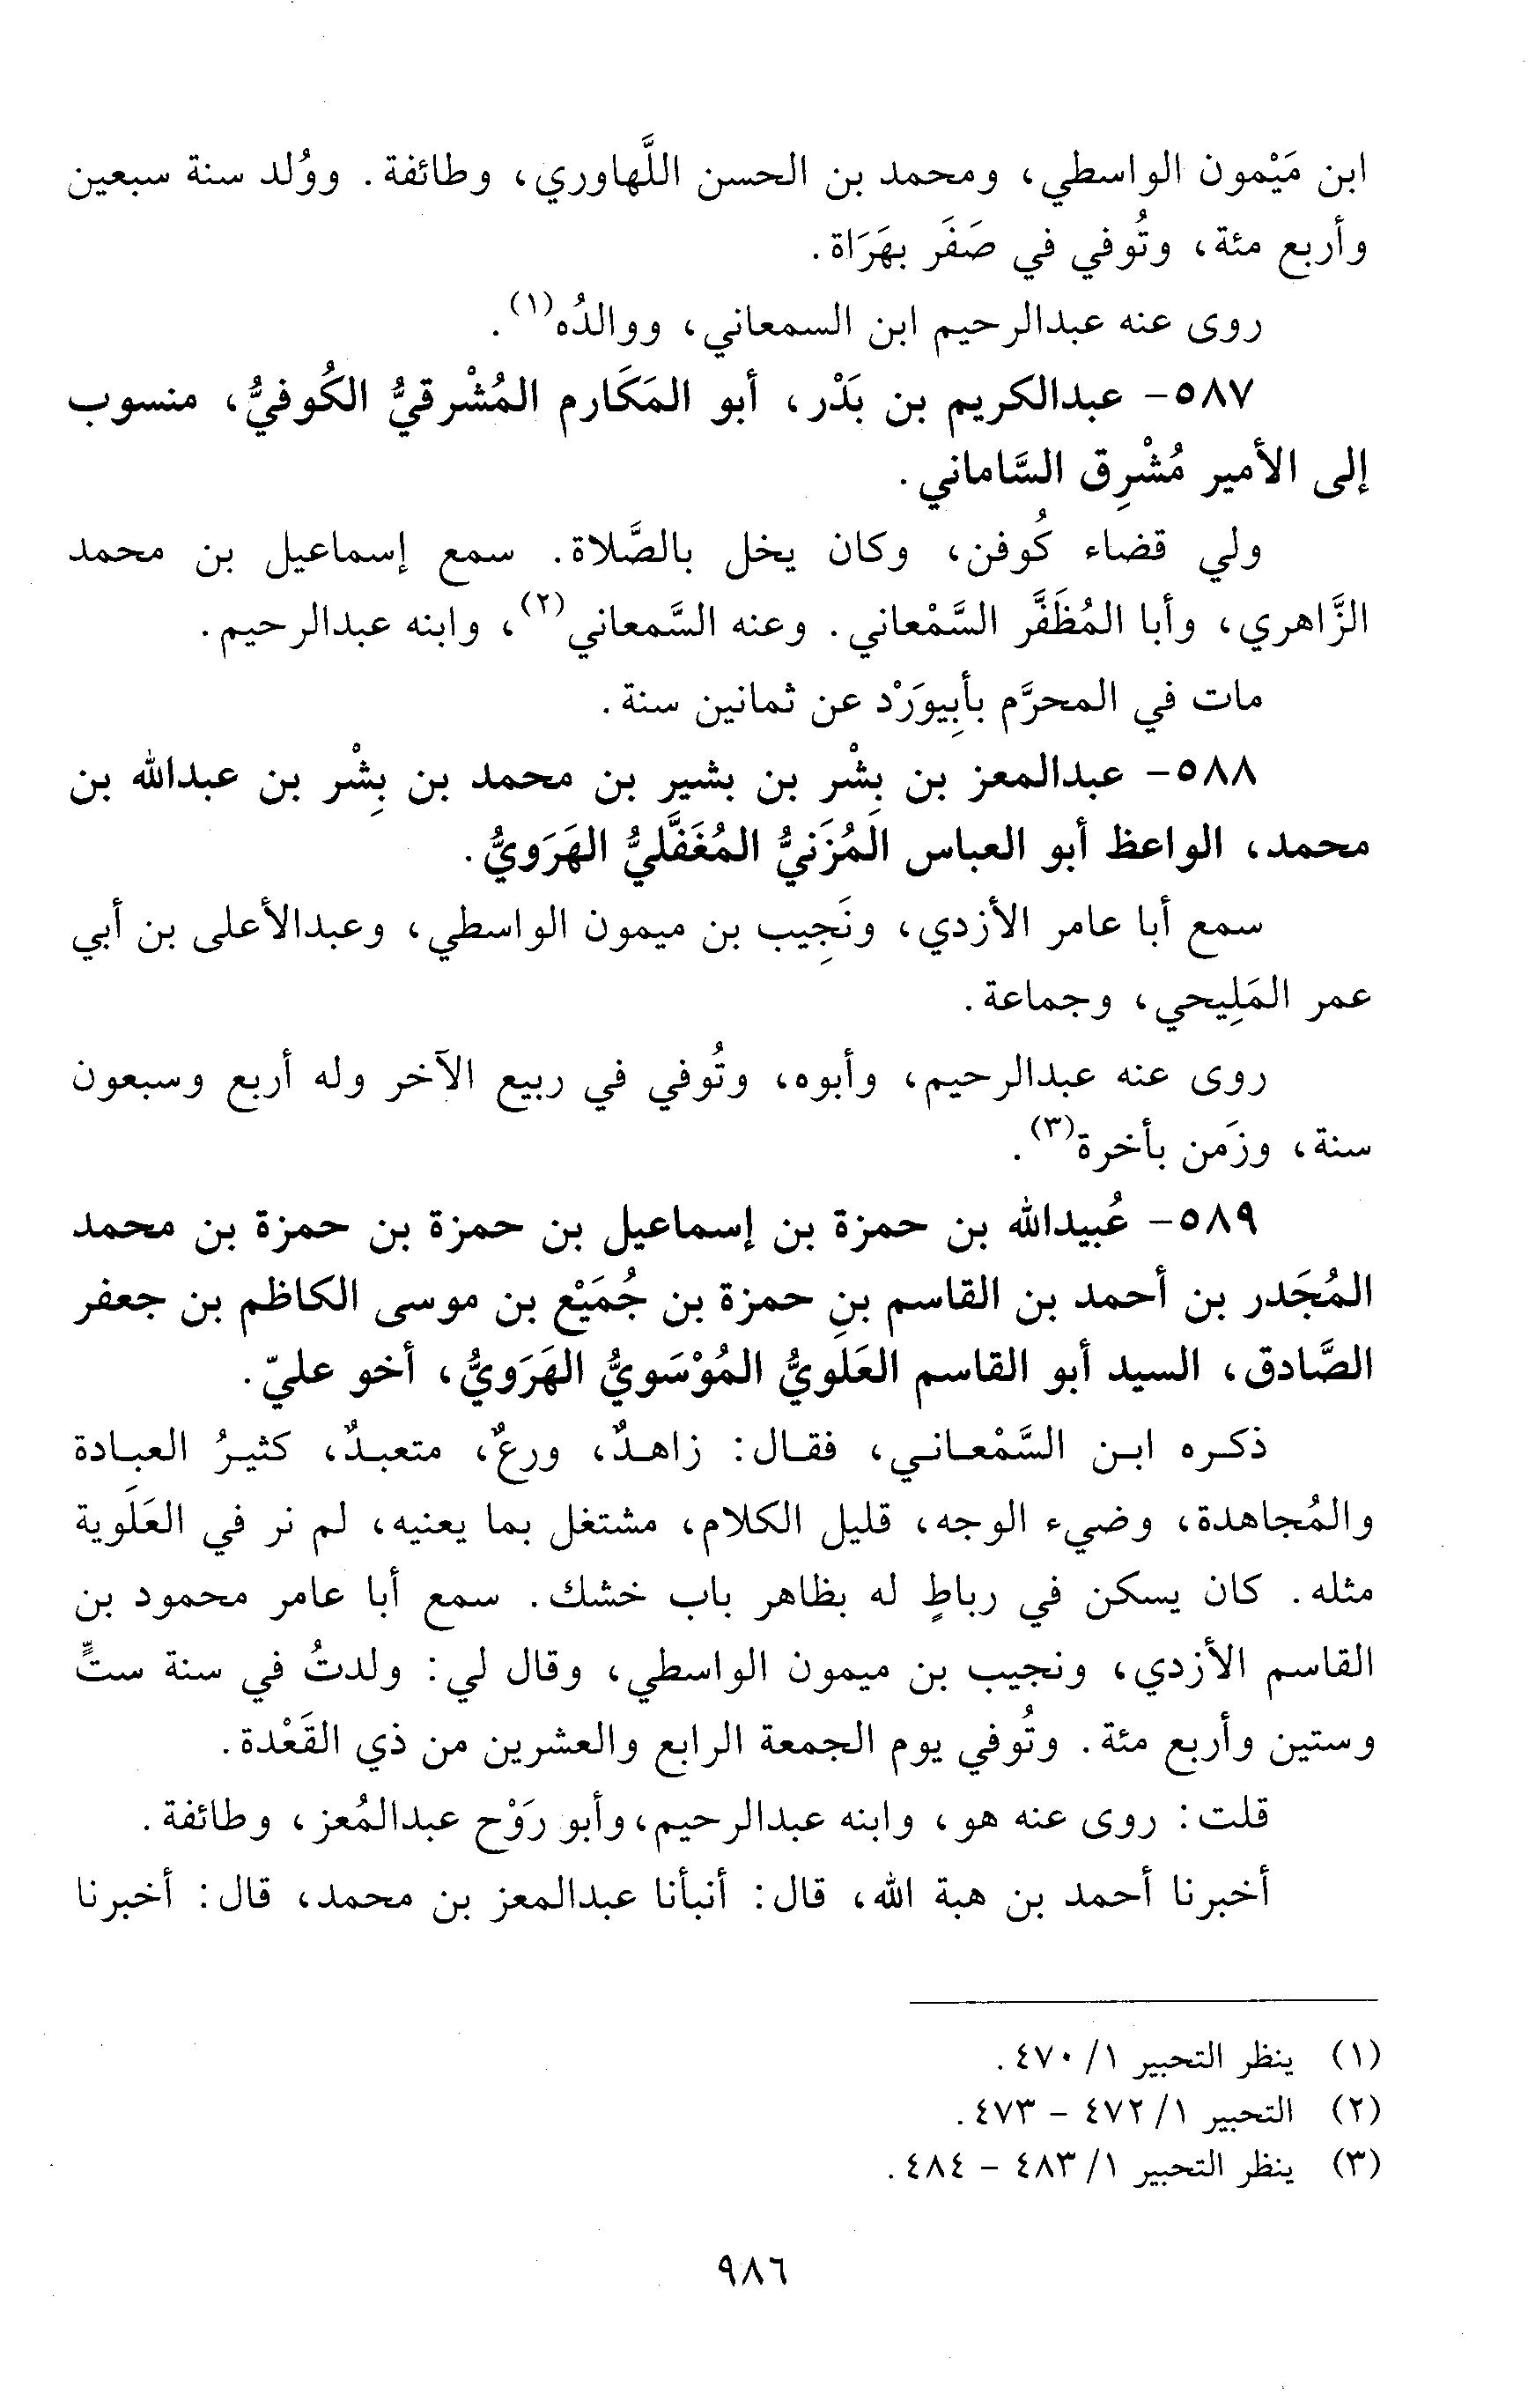 ابن مَيْمون الواسطي، ومحمد بن الحسن اللَّهاوري، وطائفة. ووُلد سنة سبعين
وأربع مئة، وتُوفي في صَفَر بهَرَاة.
روى عنه عبدالرحيم ابن السمعاني، ووالدُه(١).
٥٨٧- عبدالكريم بن بَدْر، أبو المَكَارم المُشْرقيُّ الكُوفنيُّ، منسوب
إلى الأمير مُشْرِق السَّاماني.
ولي قضاء كُوفن، وكان يخل بالصَّلاة. سمع إسماعيل بن محمد
الزَّاهري، وأبا المُظَفَّر السَّمْعاني. وعنه السَّمعاني(٢)، وابنه عبدالرحيم.
مات في المحرَّم بأبِيوَرْد عن ثمانين سنة.
٥٨٨- عبدالمعز بن بِشْر بن بشير بن محمد بن بِشْر بن عبدالله بن
محمد، الواعظ أبو العباس المُزَنيُّ المُغَفَّليُّ الهَرَويُّ.
سمع أبا عامر الأزدي، ونَجِيب بن ميمون الواسطي، وعبدالأعلى بن أبي
عمر المَلِيحي، وجماعة.
روى عنه عبدالرحيم، وأبوه، وتُوفي في ربيع الآخر وله أربع وسبعون
سنة، وزَمن بأخرة(٣).
٥٨٩- عُبيدالله بن حمزة بن إسماعيل بن حمزة بن حمزة بن محمد
المُجَدر بن أحمد بن القاسم بنِ حمزة بن جُمَيْع بن موسى الكاظم بن جعفر
الصَّادق، السيد أبو القاسم العَلَويُّ المُوْسَويُّ الهَرَويُّ، أخو عليّ.
ذكره ابن السَّمْعاني، فقال: زاهدٌ، ورعٌ، متعبدٌ، كثيرُ العبادة
والمُجاهدة، وضيء الوجه، قليل الكلام، مشتغل بما يعنيه، لم نر في العَلَوية
مثله. كان يسكن في رباطٍ له بظاهر باب خشك. سمع أبا عامر محمود بن
القاسم الأزدي، ونجيب بن ميمون الواسطي، وقال لي: ولدتُ في سنة ستٍّ
وستين وأربع مئة. وتُوفي يوم الجمعة الرابع والعشرين من ذي القَعْدة.
قلت: روى عنه هو، وابنه عبدالرحيم، وأبو رَوْح عبدالمُعز، وطائفة.
أخبرنا أحمد بن هبة الله، قال: أنبأنا عبدالمعز بن محمد، قال: أخبرنا
(١) ينظر التحبير ١/ ٤٧٠.
(٢) التحبير ١/ ٤٧٢ - ٤٧٣.
(٣) ينظر التحبير ١/ ٤٨٣ - ٤٨٤.
٩٨٦